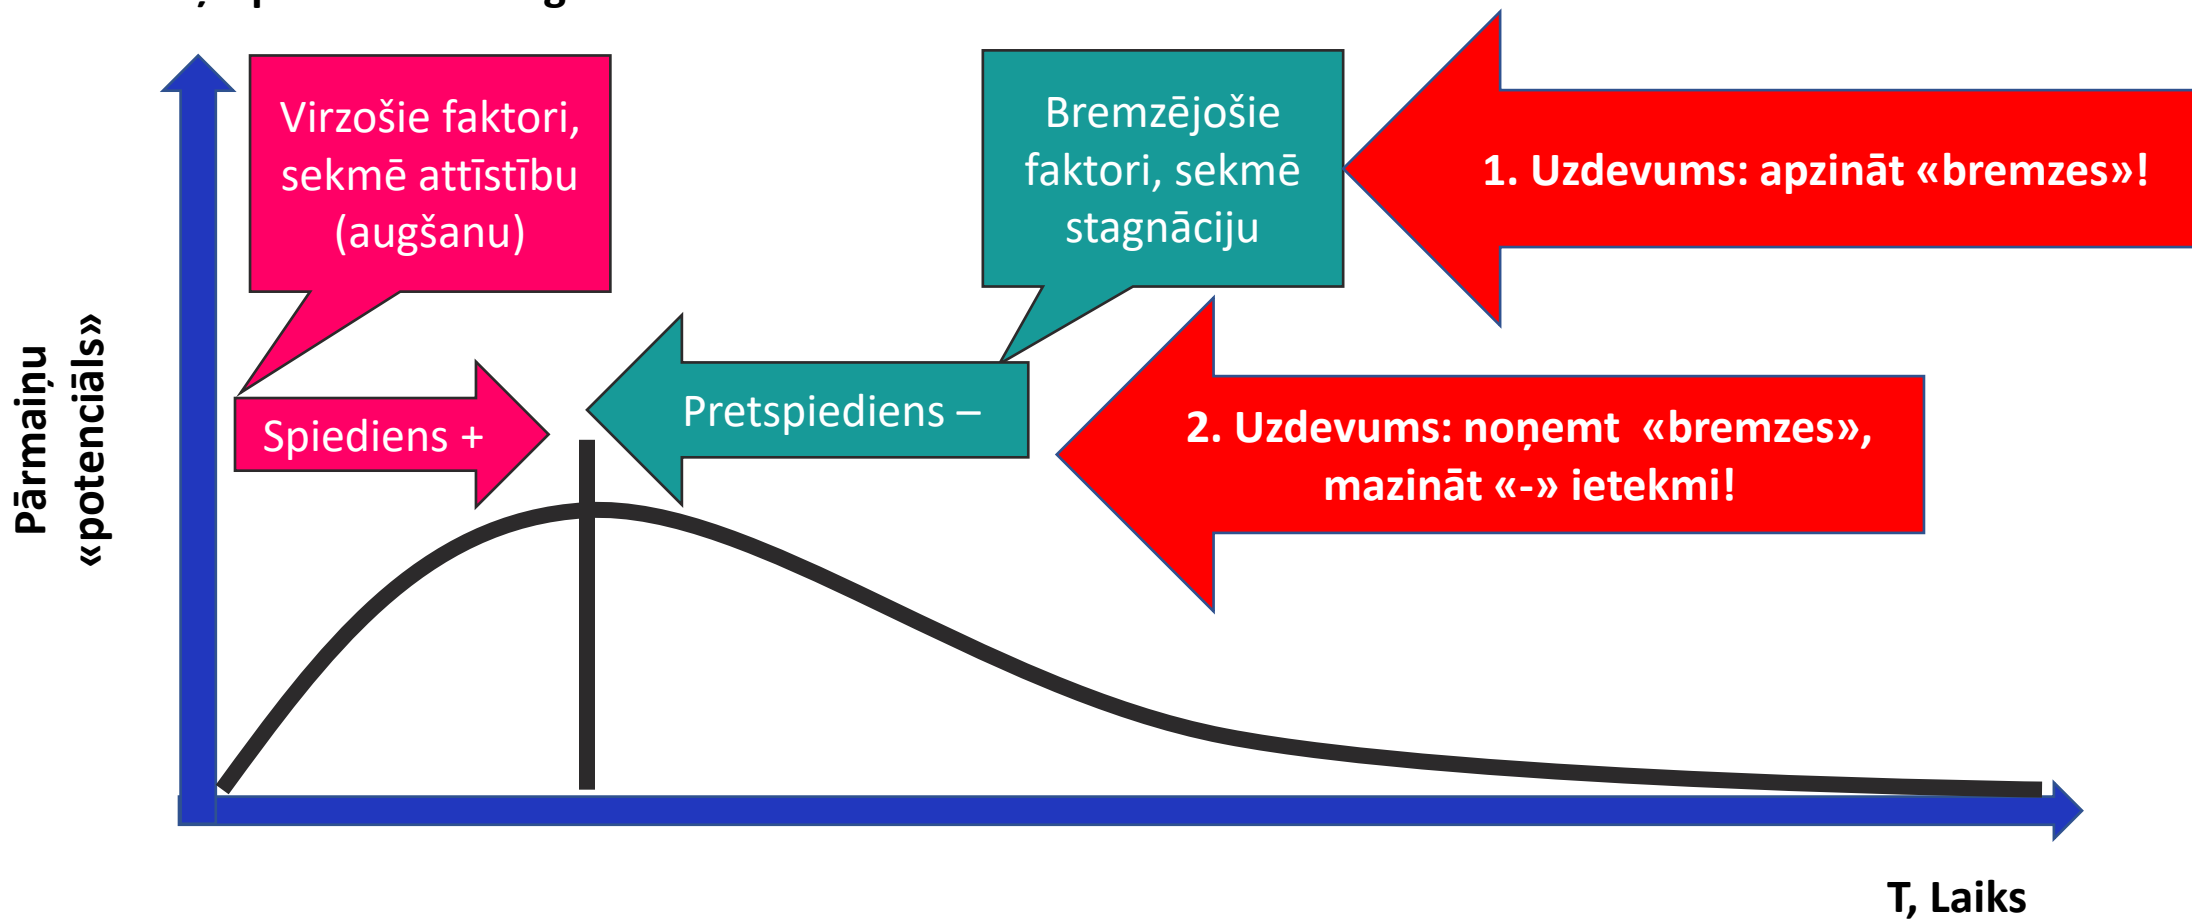 Virzošie faktori,
sekmē attīstību
(augšanu)
Bremzējošie
faktori, sekmē
stagnāciju
1. Uzdevums: apzināt «bremzes»!
Pārmaiņu
«potenciāls»
Spiediens +
Pretspiediens –
2. Uzdevums: noņemt «bremzes»,
mazināt «-» ietekmi!
T, Laiks